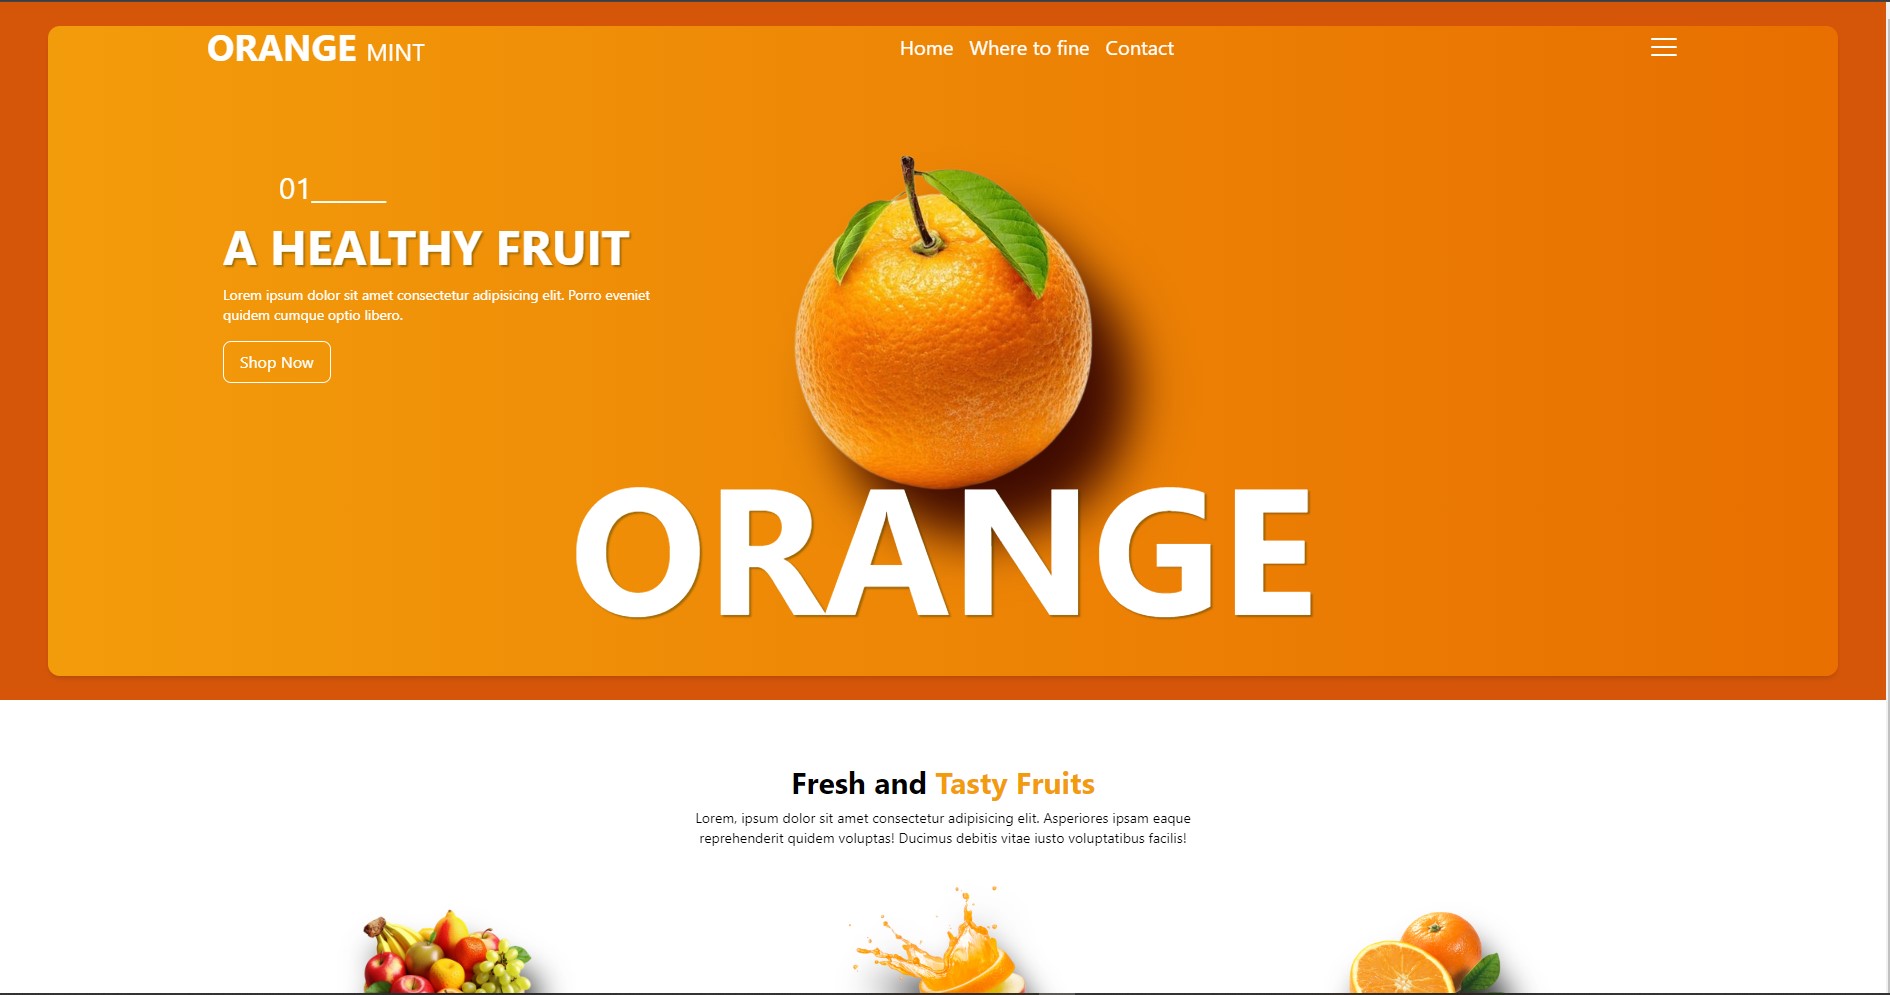 ORANGE MINT
Home Where to fine Contact
01______
A HEALTHY FRUIT
Lorem ipsum dolor sit amet consectetur adipisicing elit. Porro eveniet
quidem cumque optio libero.
Shop Now
ORANGE
Fresh and Tasty Fruits
Lorem, ipsum dolor sit amet consectetur adipisicing elit. Asperiores ipsam eaque
reprehenderit quidem voluptas! Ducimus debitis vitae iusto voluptatibus facilis!